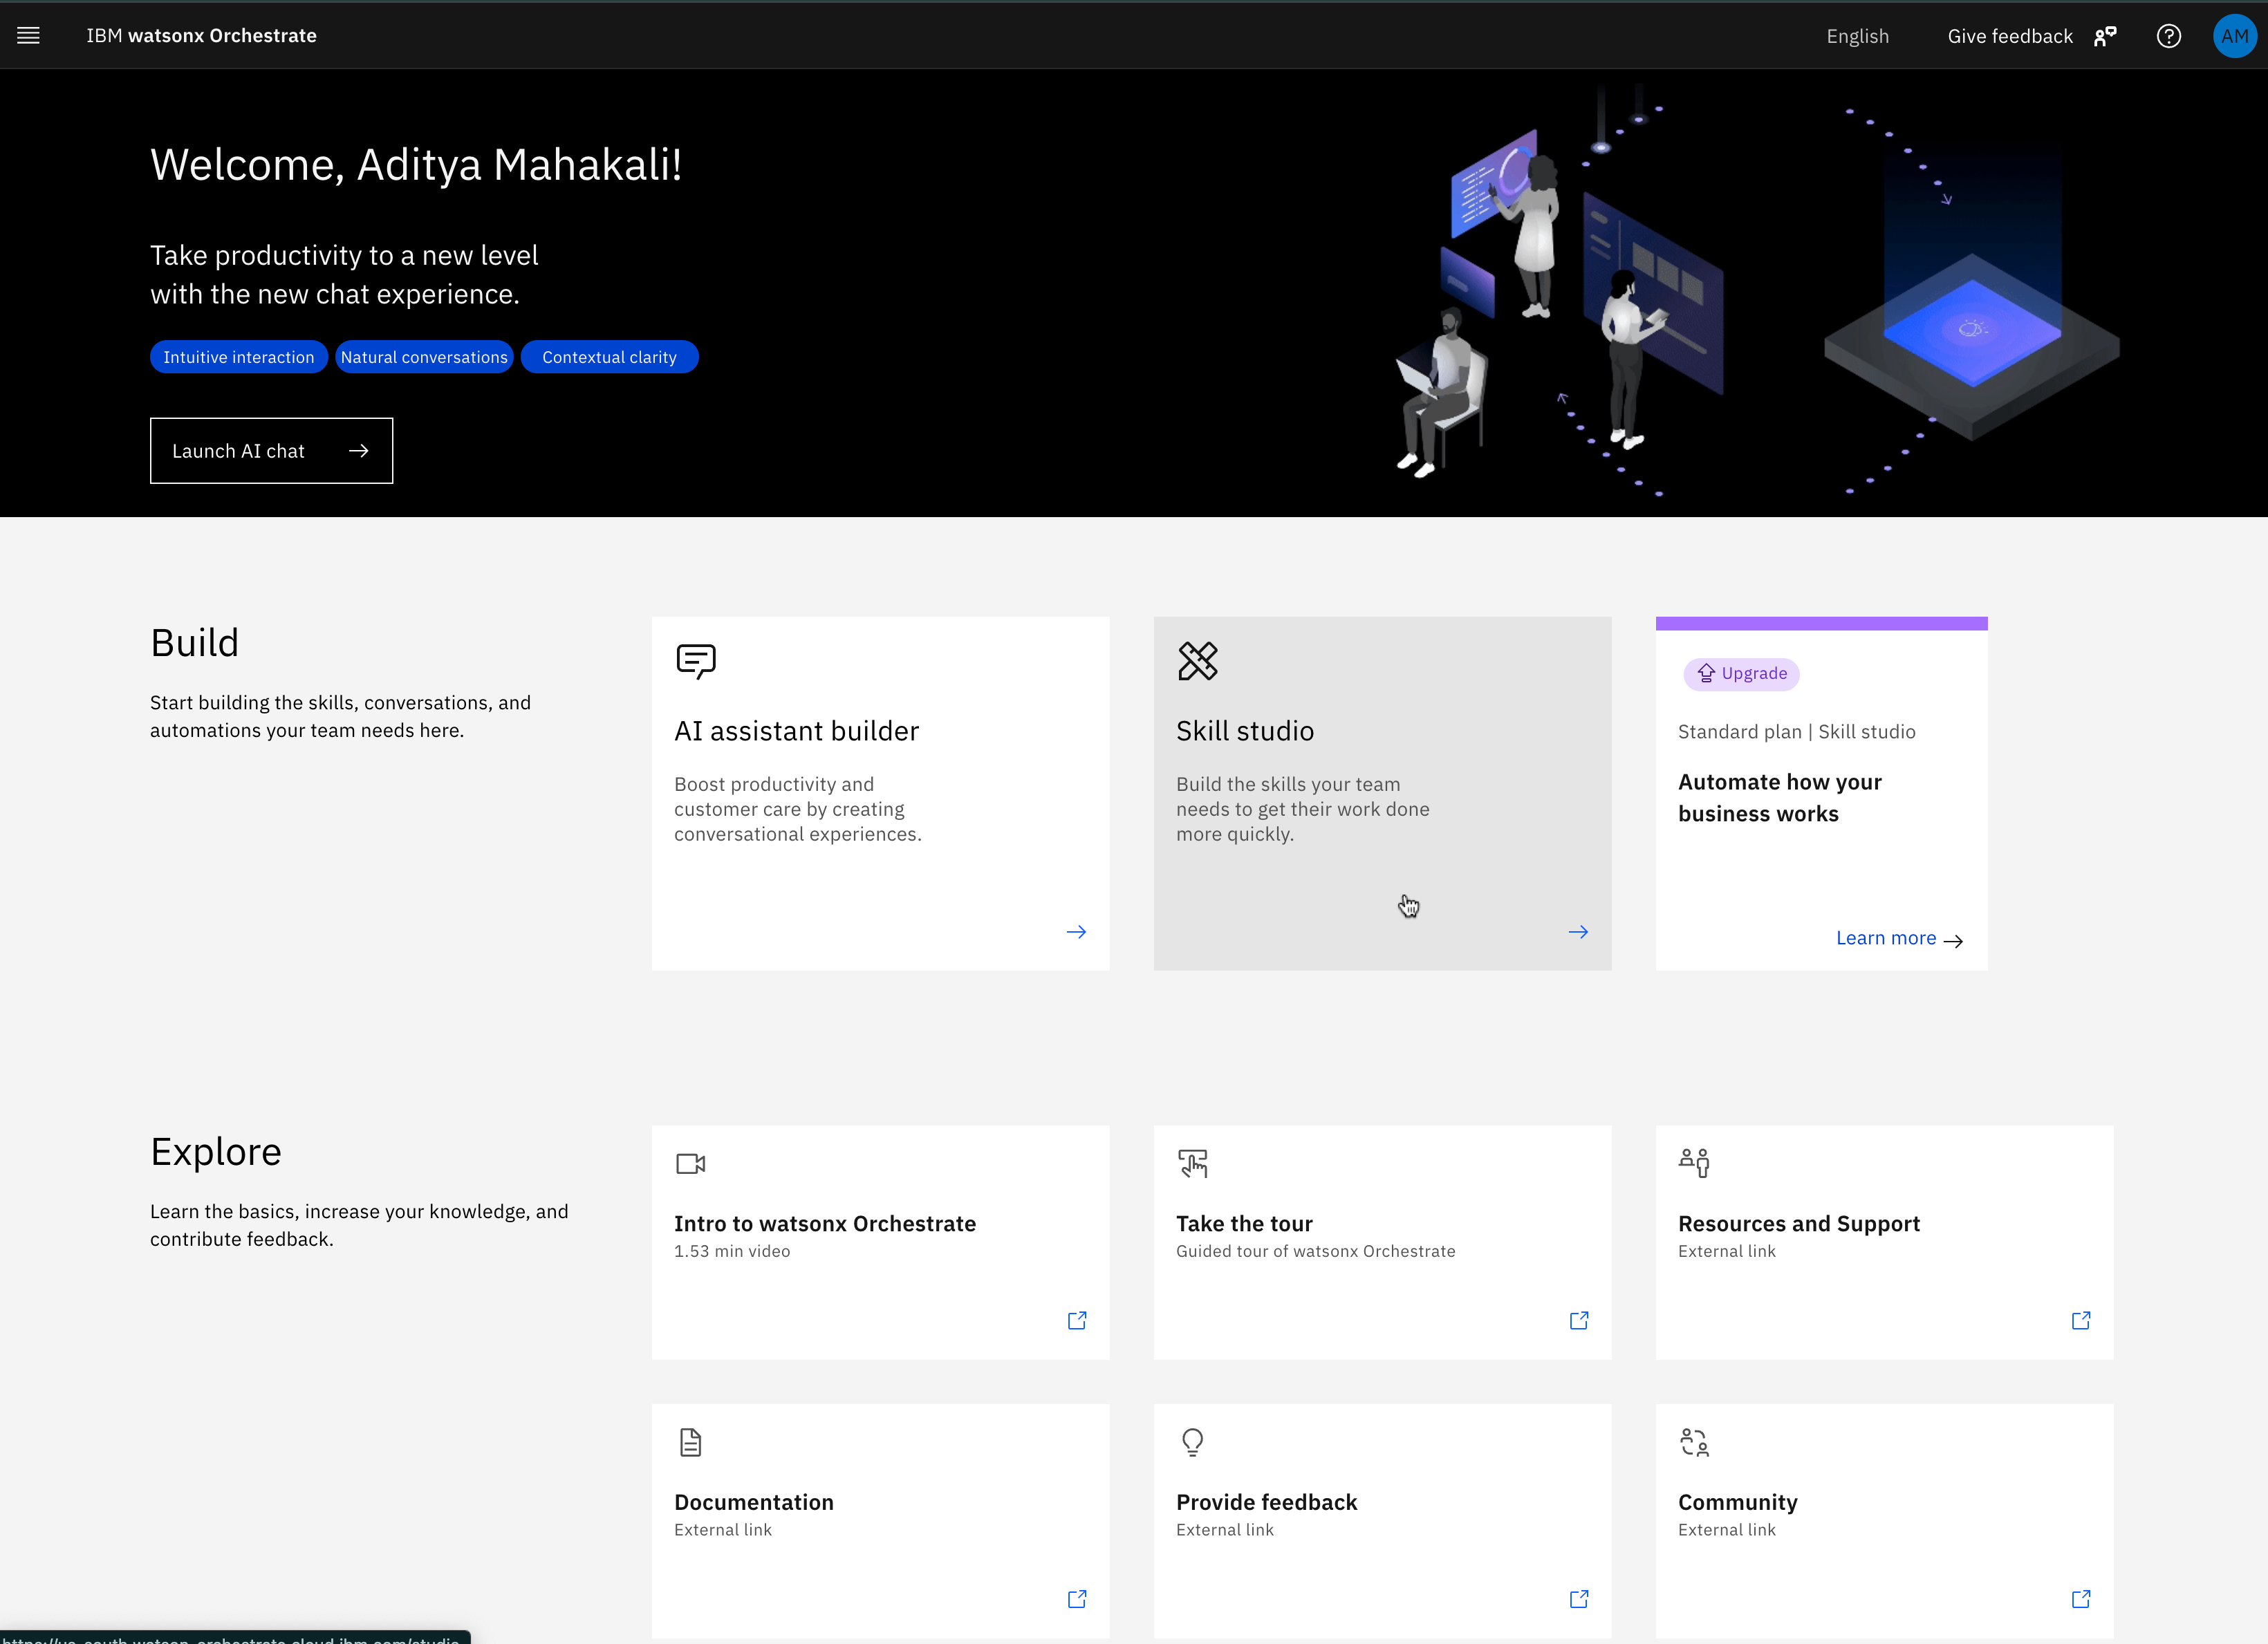 IBM watsonx Orchestrate
English
Give feedback
AM
Welcome, Aditya Mahakali!
Take productivity to a new level
with the new chat experience.
Intuitive interaction
Natural conversations
Contextual clarity
Launch AI chat
Build
Start building the skills, conversations, and
automations your team needs here.
AI assistant builder
Boost productivity and
customer care by creating
conversational experiences.
Skill studio
Build the skills your team
needs to get their work done
more quickly.
Upgrade
Standard plan | Skill studio
Automate how your
business works
Learn more
Explore
Learn the basics, increase your knowledge, and
contribute feedback.
Intro to watsonx Orchestrate
1.53 min video
Take the tour
Guided tour of watsonx Orchestrate
Resources and Support
External link
Documentation
External link
Provide feedback
External link
Community
External link